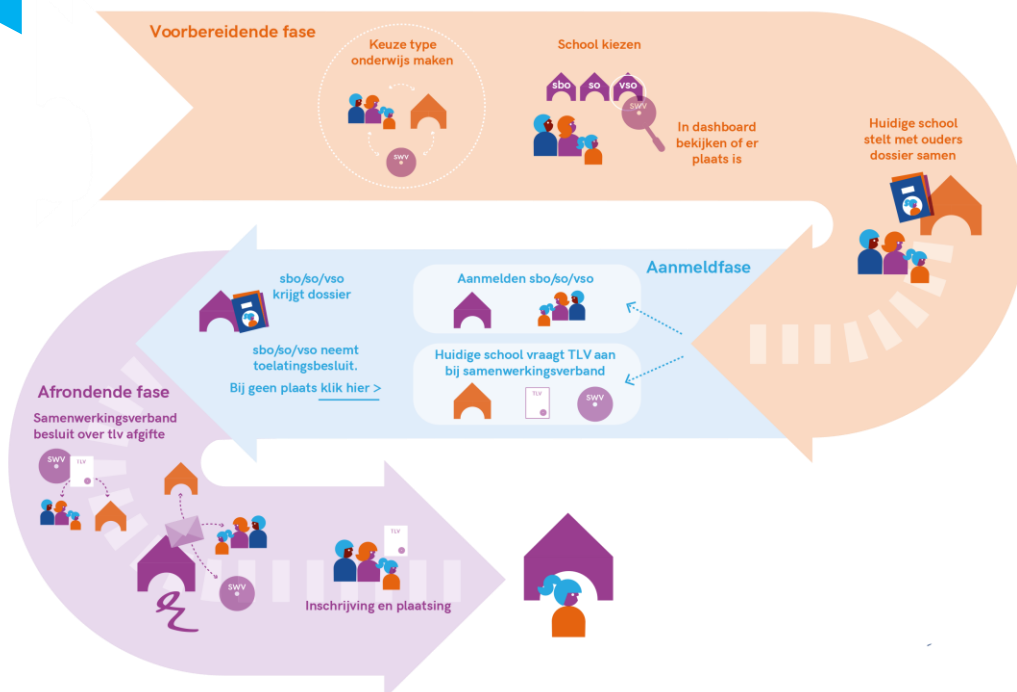 Voorbereidende fase
Keuze type
onderwijs maken
swv
School kiezen
sbo
so
vso
SWV
In dashboard
bekijken of er
plaats is
Huidige school
stelt met ouders
dossier samen
Aanmeldfase
Aanmelden sbo/so/vso
Huidige school vraagt TLV aan
bij samenwerkingsverband
TLV
SWV
sbo/so/vso
krijgt dossier
sbo/so/vso neemt
toelatingsbesluit.
Bij geen plaats klik hier >
Afrondende fase
Samenwerkingsverband
besluit over tlv afgifte
SWV
TLV
SWV
TLV
Inschrijving en plaatsing